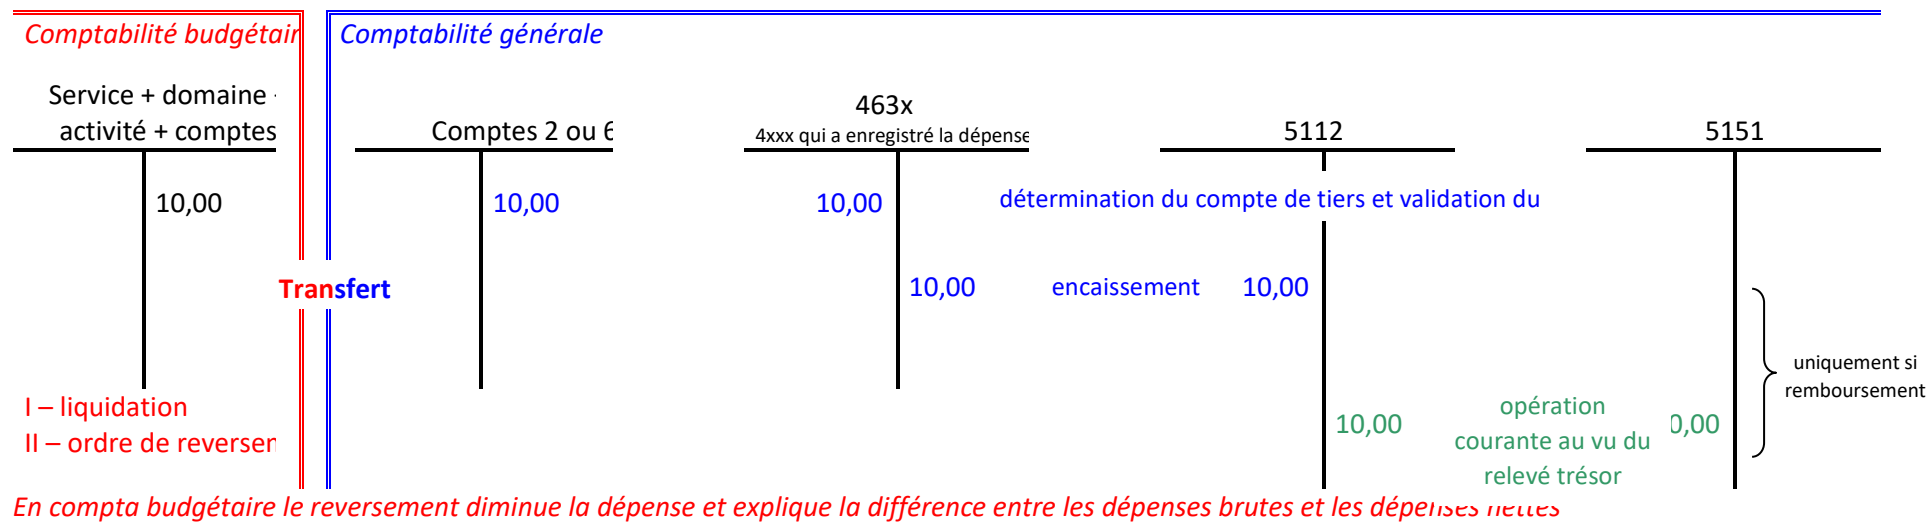 Comptabilité budgétair
Comptabilité générale
Service + domaine
activité + comptes
Comptes 2 ou 6
463x
4xxx qui a enregistré la dépense
5112
5151
10,00
10,00
10,00
détermination du compte de tiers et validation du
Transfert
10,00
encaissement
10,00
uniquement si
remboursement
I – liquidation
II – ordre de reversen
10,00
opération
courante au vu du
relevé trésor
0,00
En compta budgétaire le reversement diminue la dépense et explique la différence entre les dépenses brutes et les dépenses nettes